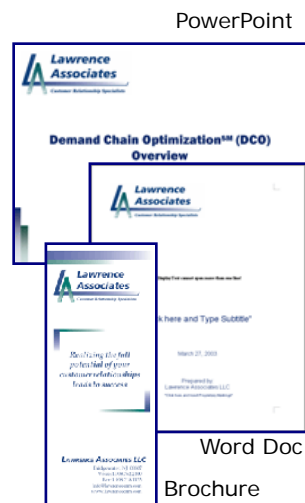 PowerPoint
Lawrence
Associates
Customer Relationship Specialists
Demand Chain Optimization℠ (DCO)
Overview
Lawrence
Associates
Customer Relationship Specialists
here and Type Subtitle"
March 27, 2003
Prepared by:
Lawrence Associates LLC
Lawrence
Associates
Customer Relationship Specialists
Realizing the full
potential of your
customer relationships
leads to success
LAWRENCE ASSOCIATES LLC
Word Doc
Brochure